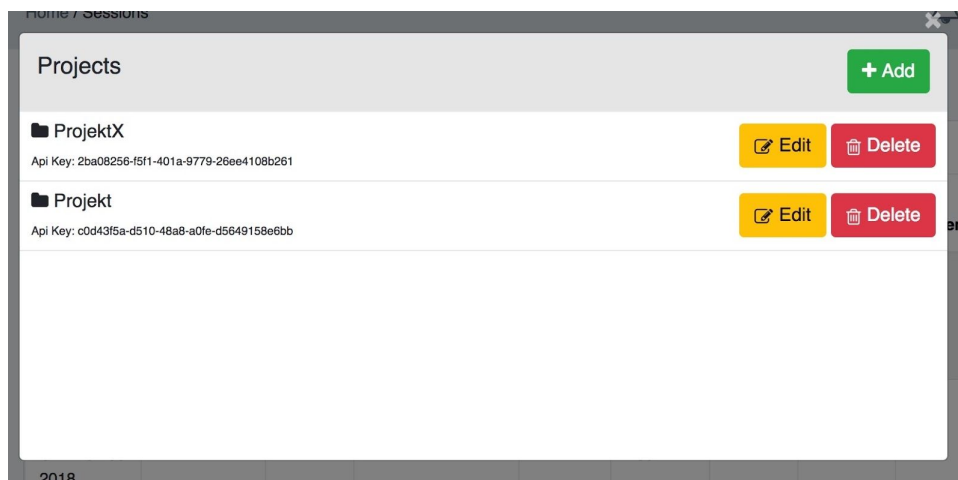 Home / Sessions
Projects
+ Add
ProjektX
Api Key: 2ba08256-f5f1-401a-9779-26ee4108b261
Edit Delete
Projekt
Api Key: c0d43f5a-d510-48a8-a0fe-d5649158e6bb
Edit Delete
2018